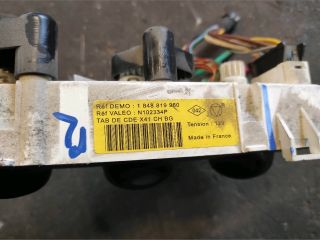 Réf DEMO : 1 848 819 980
Réf VALEO : N102334P
TAB DE CDE X41 CH BG
Tension : 12V
Made in France